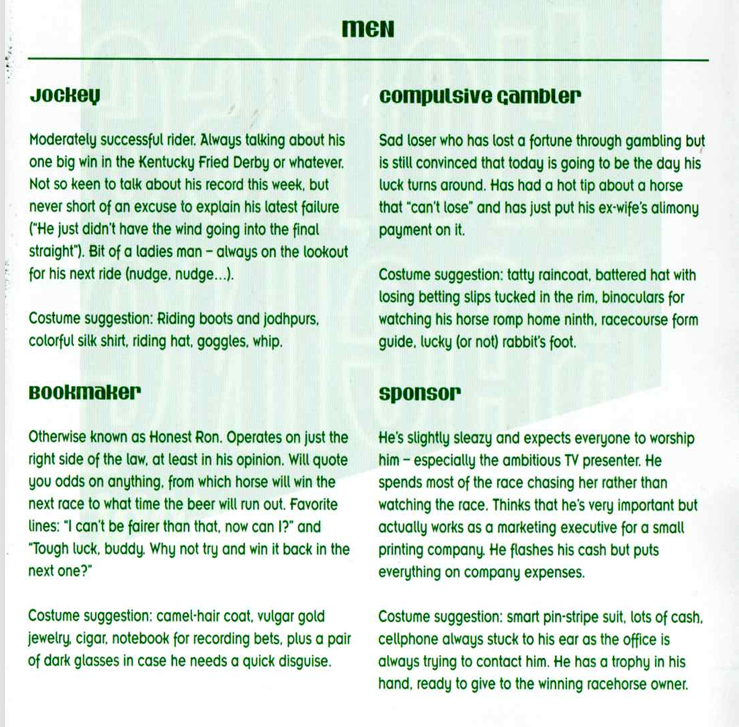 MEN
Jockey
Moderately successful rider. Always talking about his
one big win in the Kentucky Fried Derby or whatever.
Not so keen to talk about his record this week, but
never short of an excuse to explain his latest failure
("He just didn't have the wind going into the final
straight"). Bit of a ladies man – always on the lookout
for his next ride (nudge, nudge...).
Costume suggestion: Riding boots and jodhpurs,
colorful silk shirt, riding hat, goggles, whip.
Bookmaker
Otherwise known as Honest Ron. Operates on just the
right side of the law, at least in his opinion. Will quote
you odds on anything, from which horse will win the
next race to what time the beer will run out. Favorite
lines: "I can't be fairer than that, now can I?" and
"Tough luck, buddy. Why not try and win it back in the
next one?"
Costume suggestion: camel-hair coat, vulgar gold
jewelry, cigar, notebook for recording bets, plus a pair
of dark glasses in case he needs a quick disguise.
Compulsive Gambler
Sad loser who has lost a fortune through gambling but
is still convinced that today is going to be the day his
luck turns around. Has had a hot tip about a horse
that "can't lose" and has just put his ex-wife's alimony
payment on it.
Costume suggestion: tatty raincoat, battered hat with
losing betting slips tucked in the rim, binoculars for
watching his horse romp home ninth, racecourse form
guide, lucky (or not) rabbit's foot.
Sponsor
He's slightly sleazy and expects everyone to worship
him – especially the ambitious TV presenter. He
spends most of the race chasing her rather than
watching the race. Thinks that he's very important but
actually works as a marketing executive for a small
printing company. He flashes his cash but puts
everything on company expenses.
Costume suggestion: smart pin-stripe suit, lots of cash,
cellphone always stuck to his ear as the office is
always trying to contact him. He has a trophy in his
hand, ready to give to the winning racehorse owner.